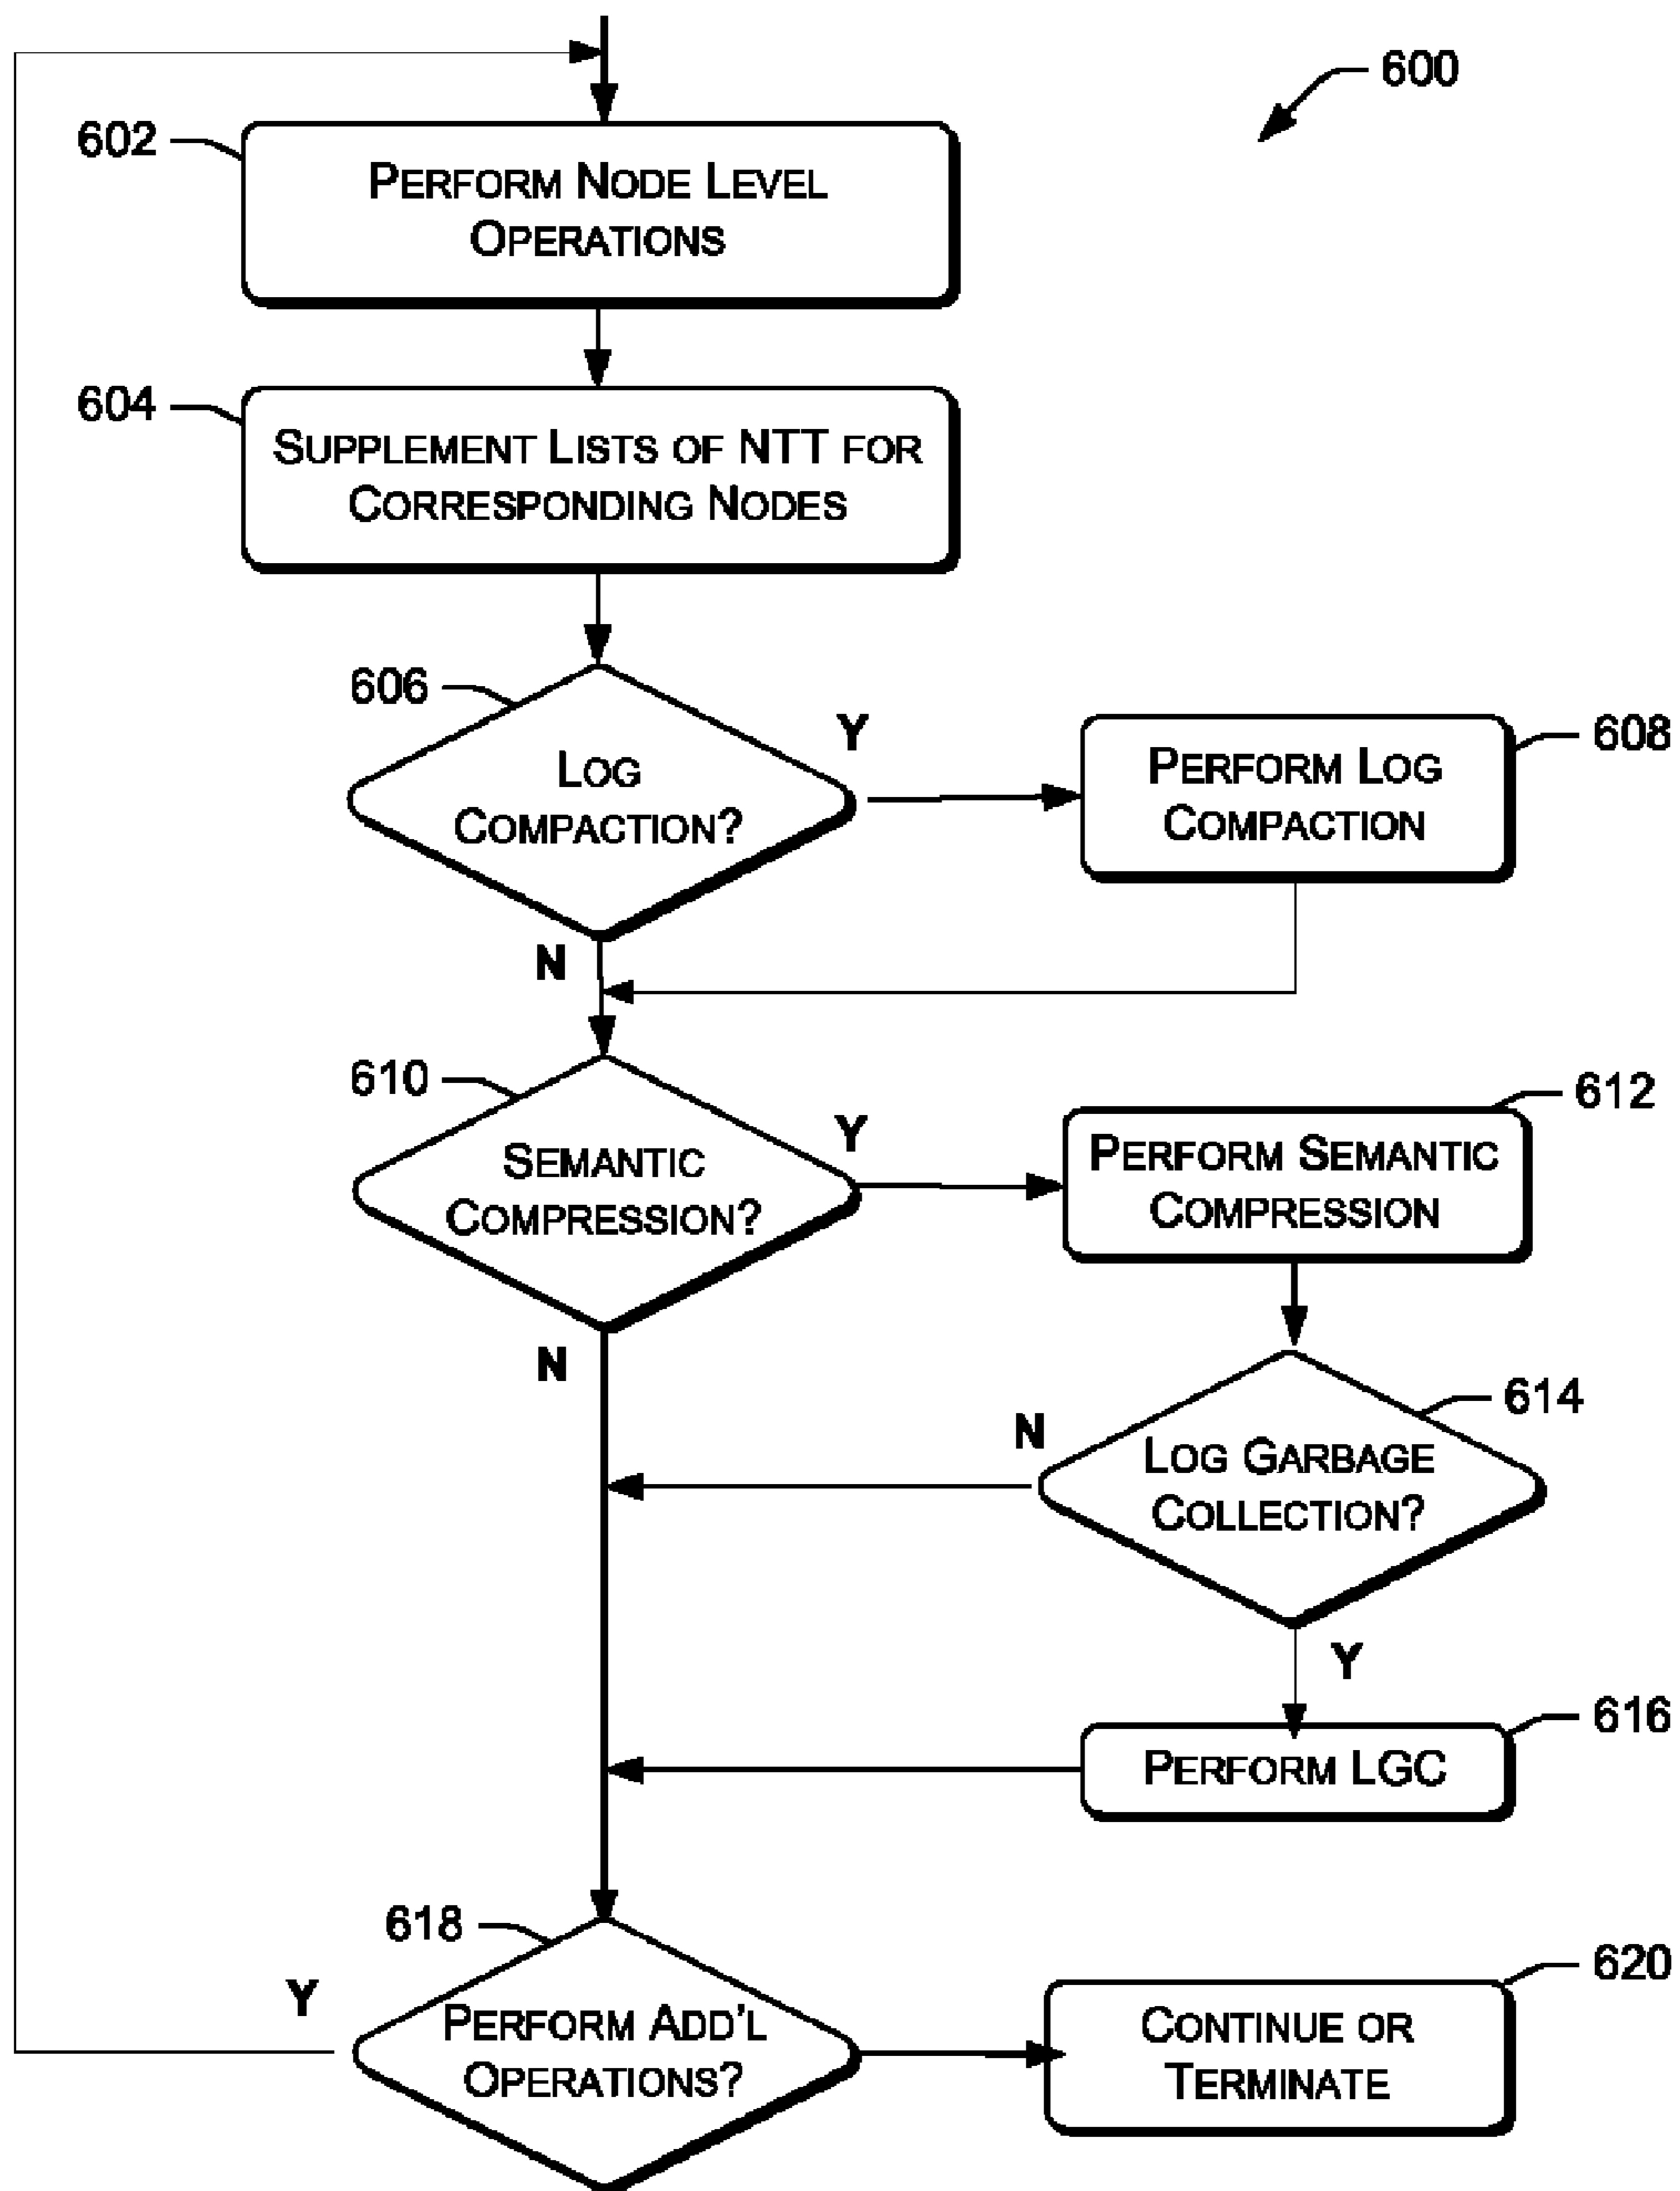 600
602
PERFORM NODE LEVEL
OPERATIONS
604
SUPPLEMENT LISTS OF NTT FOR
CORRESPONDING NODES
606
LOG
COMPACTION?
Y
N
608
PERFORM LOG
COMPACTION
610
SEMANTIC
COMPRESSION?
Y
N
612
PERFORM SEMANTIC
COMPRESSION
614
LOG GARBAGE
COLLECTION?
N
Y
616
PERFORM LGC
618
PERFORM ADD'L
OPERATIONS?
Y
620
CONTINUE OR
TERMINATE